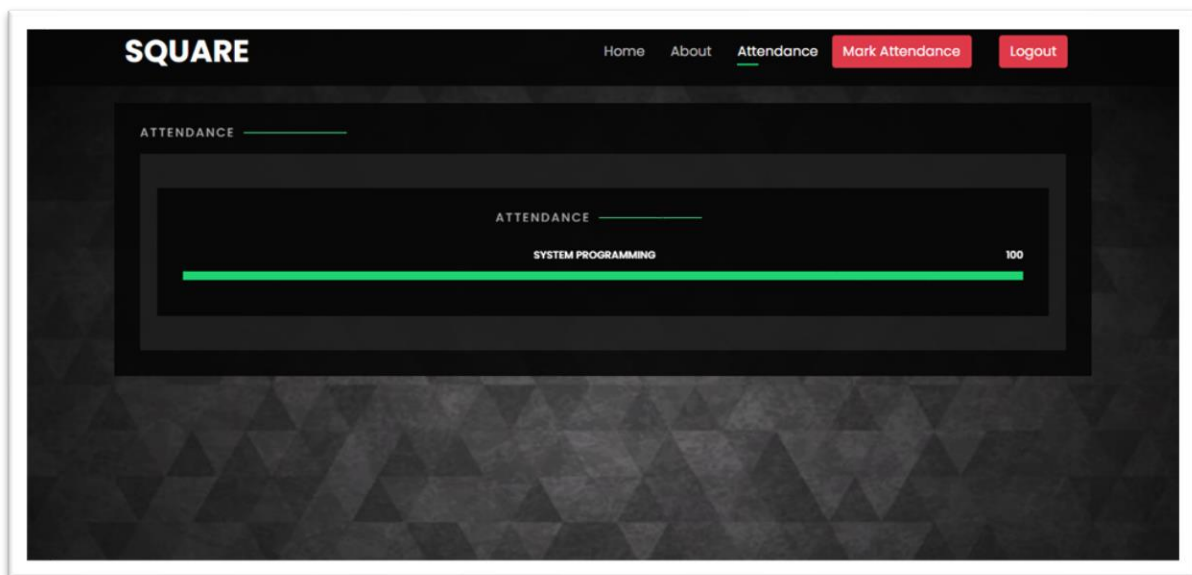 SQUARE Home About Attendance Mark Attendance Logout
ATTENDANCE
ATTENDANCE
SYSTEM PROGRAMMING 100